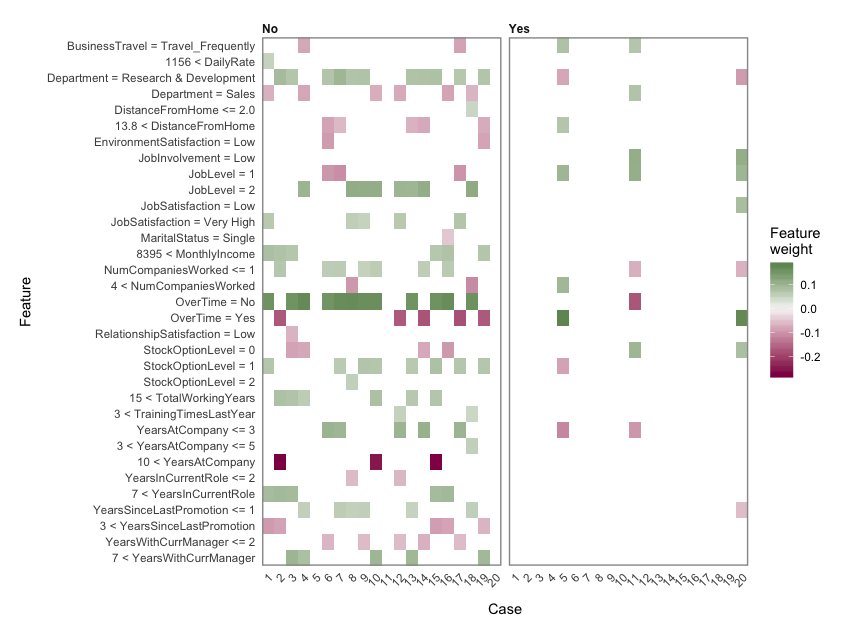 No
Yes
BusinessTravel = Travel_Frequently
1156 < DailyRate
Department = Research & Development
Department = Sales
DistanceFromHome <= 2.0
13.8 < DistanceFromHome
EnvironmentSatisfaction = Low
JobInvolvement = Low
JobLevel = 1
JobLevel = 2
JobSatisfaction = Low
JobSatisfaction = Very High
MaritalStatus = Single
8395 < MonthlyIncome
NumCompaniesWorked <= 1
4 < NumCompaniesWorked
OverTime = No
OverTime = Yes
RelationshipSatisfaction = Low
StockOptionLevel = 0
StockOptionLevel = 1
StockOptionLevel = 2
15 < TotalWorkingYears
3 < TrainingTimesLastYear
YearsAtCompany <= 3
3 < YearsAtCompany <= 5
10 < YearsAtCompany
YearsInCurrentRole <= 2
7 < YearsInCurrentRole
YearsSinceLastPromotion <= 1
3 < YearsSinceLastPromotion
YearsWithCurrManager <= 2
7 < YearsWithCurrManager
Feature
1 2 3 4 5 6 7 8 9 10 11 12 13 14 15 16 17 18 19 20
1 2 3 4 5 6 7 8 9 10 11 12 13 14 15 16 17 18 19 20
Case
Feature
weight
0.1
0.0
-0.1
-0.2